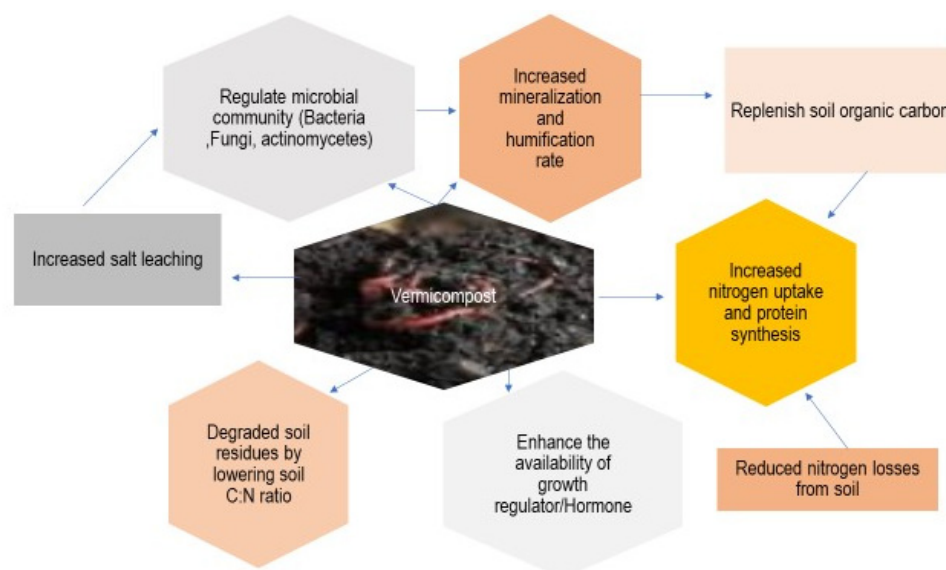 Regulate microbial
community (Bacteria
,Fungi, actinomycetes)
Increased
mineralization
and
humification
rate
Replenish soil organic carbon
Increased salt leaching
Vermicompost
Increased
nitrogen uptake
and protein
synthesis
Degraded soil
residues by
lowering soil
C:N ratio
Enhance the
availability of
growth
regulator/Hormone
Reduced nitrogen losses
from soil